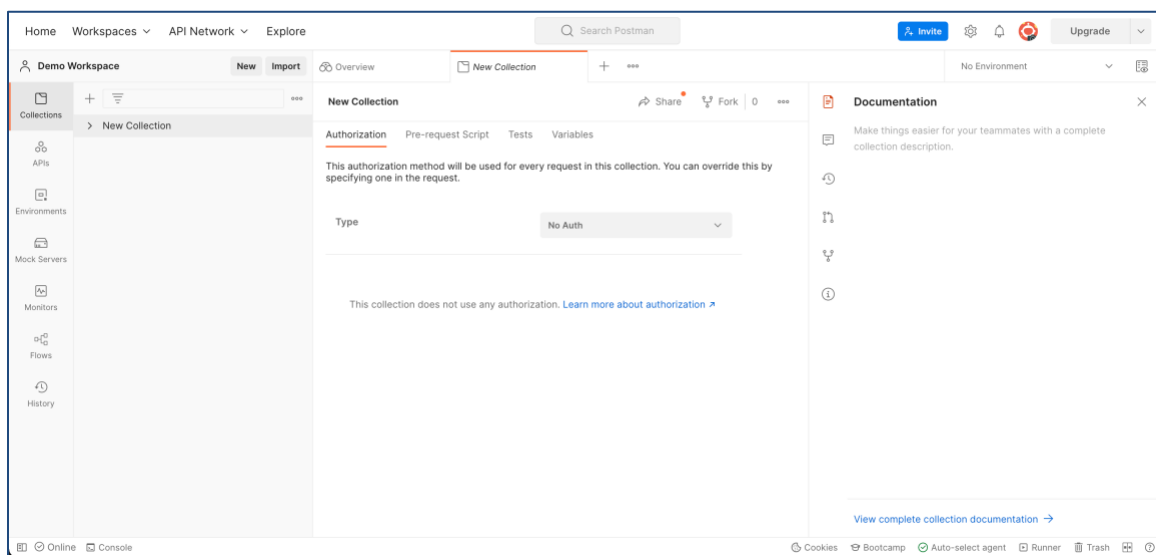 Home Workspaces API Network Explore Search Postman Invite Upgrade
Demo Workspace New Import Overview New Collection No Environment
Collections
APIs
Environments
Mock Servers
Monitors
Flows
History
New Collection
New Collection Share Fork 0
Authorization Pre-request Script Tests Variables
This authorization method will be used for every request in this collection. You can override this by
specifying one in the request.
Type No Auth
This collection does not use any authorization. Learn more about authorization
Documentation
Make things easier for your teammates with a complete
collection description.
View complete collection documentation
Online Console Cookies Bootcamp Auto-select agent Runner Trash